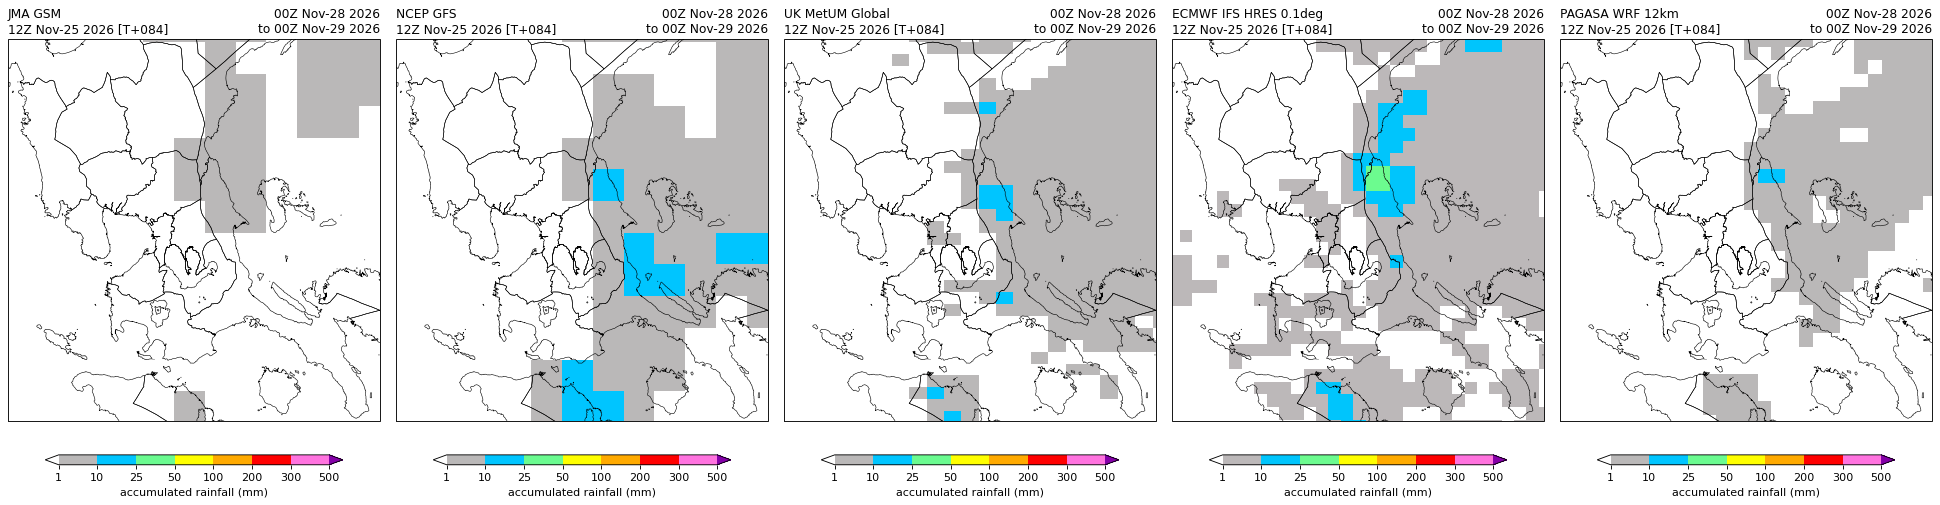 JMA GSM
00Z Nov-28 2026
12Z Nov-25 2026 [T+084]
to 00Z Nov-29 2026
NCEP GFS
00Z Nov-28 2026
12Z Nov-25 2026 [T+084]
to 00Z Nov-29 2026
UK MetUM Global
00Z Nov-28 2026
12Z Nov-25 2026 [T+084]
to 00Z Nov-29 2026
ECMWF IFS HRES 0.1deg
00Z Nov-28 2026
12Z Nov-25 2026 [T+084]
to 00Z Nov-29 2026
PAGASA WRF 12km
00Z Nov-28 2026
12Z Nov-25 2026 [T+084]
to 00Z Nov-29 2026
1 10 25 50 100 200 300 500
accumulated rainfall (mm)
1 10 25 50 100 200 300 500
accumulated rainfall (mm)
1 10 25 50 100 200 300 500
accumulated rainfall (mm)
1 10 25 50 100 200 300 500
accumulated rainfall (mm)
1 10 25 50 100 200 300 500
accumulated rainfall (mm)